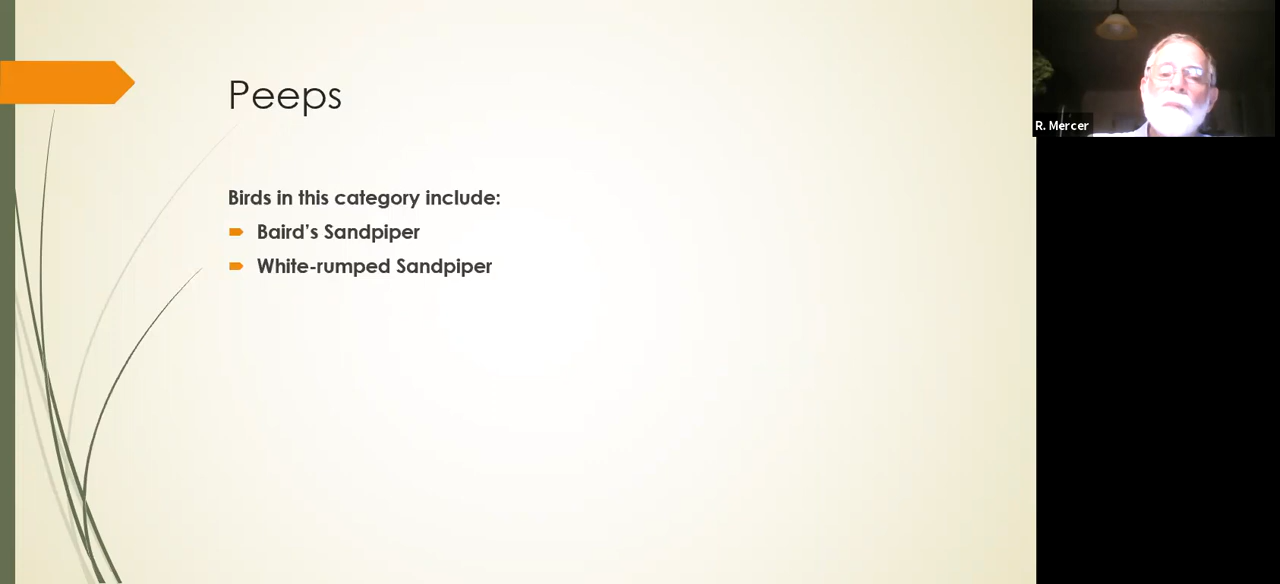 Peeps
Birds in this category include:
Baird's Sandpiper
White-rumped Sandpiper
R. Mercer